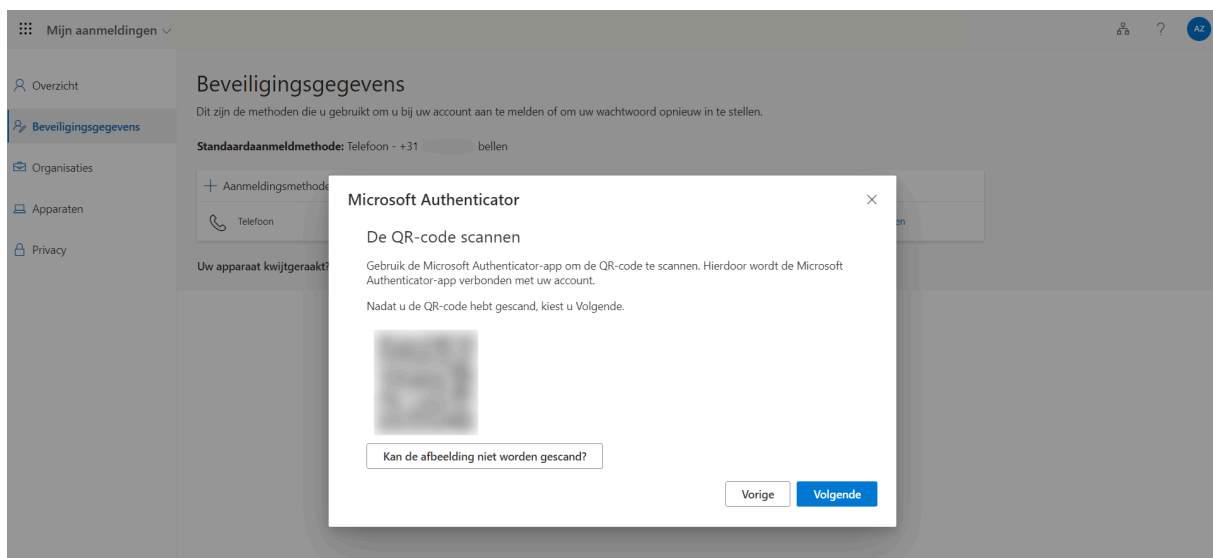 Mijn aanmeldingen
?
AZ
Overzicht
Beveiligingsgegevens
Organisaties
Apparaten
Privacy
Beveiligingsgegevens
Dit zijn de methoden die u gebruikt om u bij uw account aan te melden of om uw wachtwoord opnieuw in te stellen.
Standaardaanmeldmethode: Telefoon - +31 bellen
+ Aanmeldingsmethode
Telefoon
en
Uw apparaat kwijtgeraakt?
Microsoft Authenticator
De QR-code scannen
Gebruik de Microsoft Authenticator-app om de QR-code te scannen. Hierdoor wordt de Microsoft
Authenticator-app verbonden met uw account.
Nadat u de QR-code hebt gescand, kiest u Volgende.
Kan de afbeelding niet worden gescand?
Vorige
Volgende